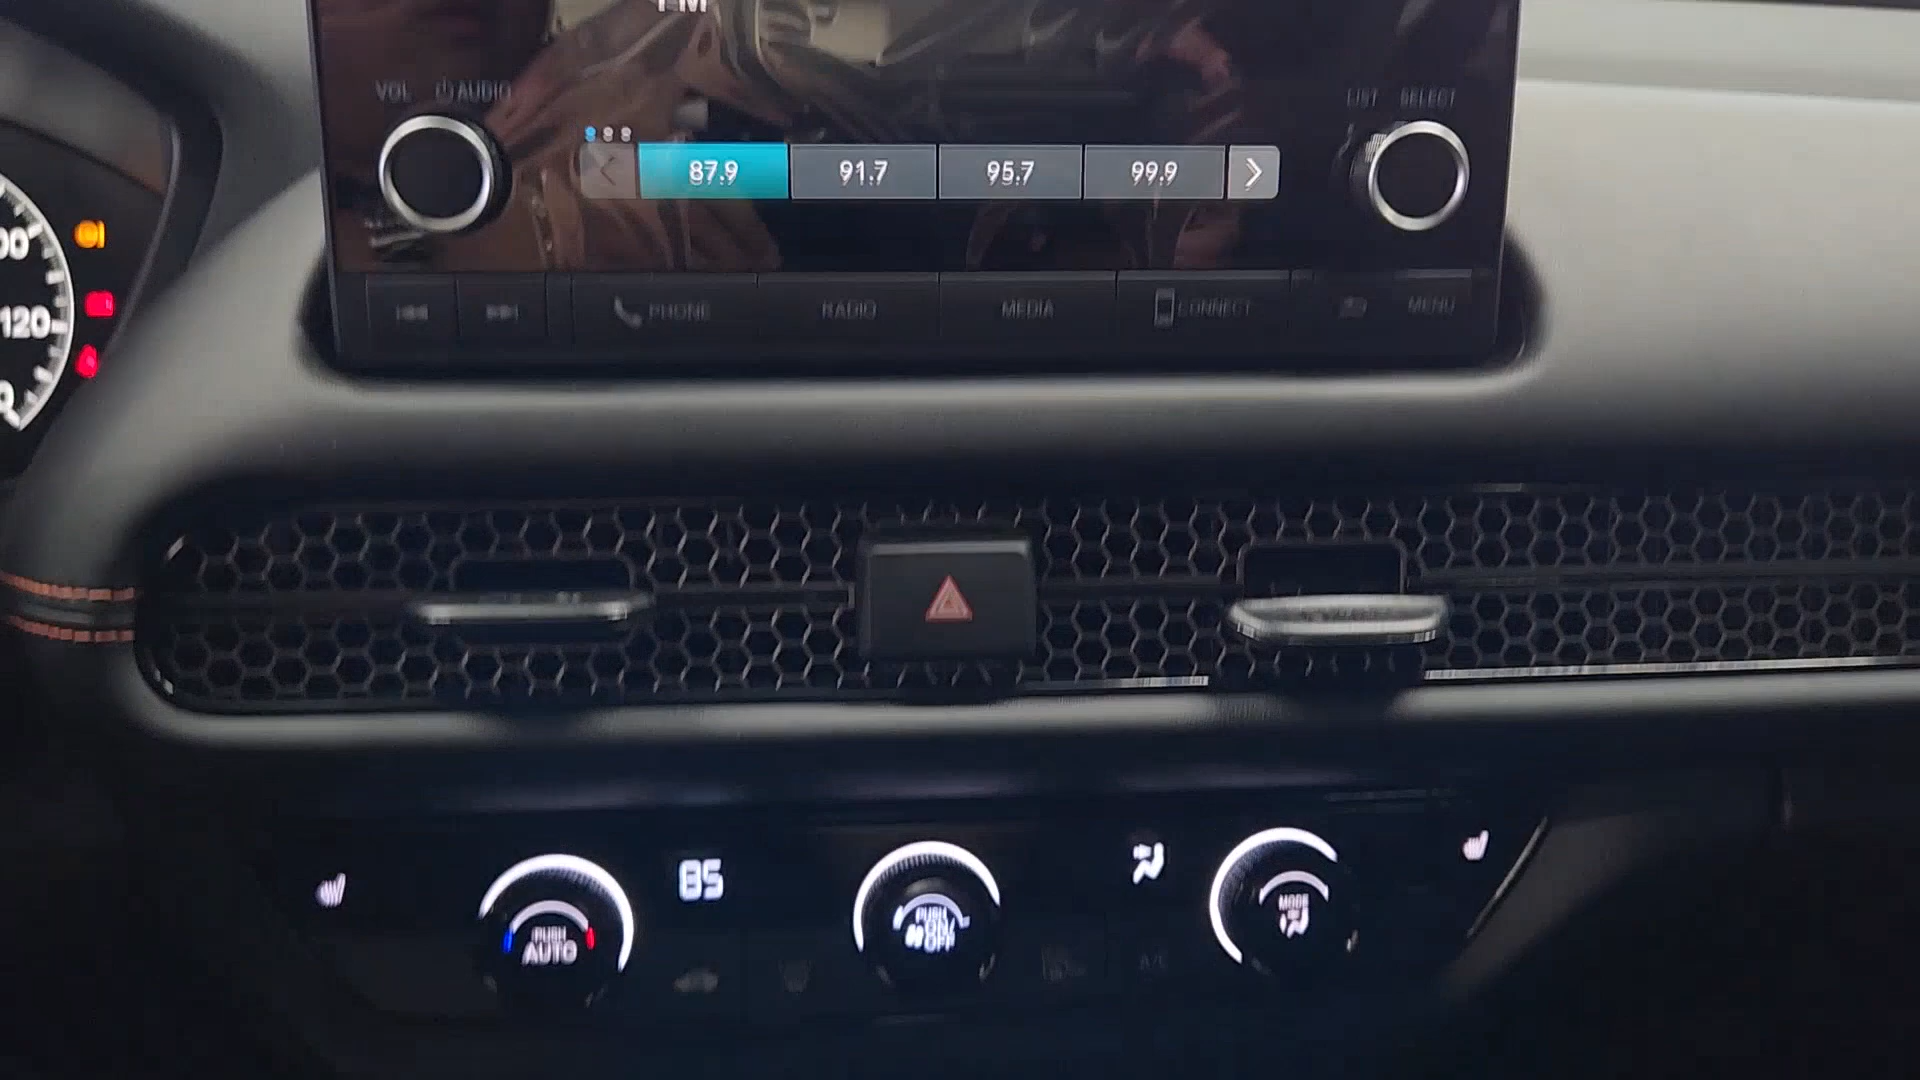 FM
VOL AUDIO
LIST SELECT
87.9 91.7 95.7 99.9
120
PHONE RADIO MEDIA CONNECT MENU
85
PUSH AUTO
PUSH ON/OFF
MODE
A/C